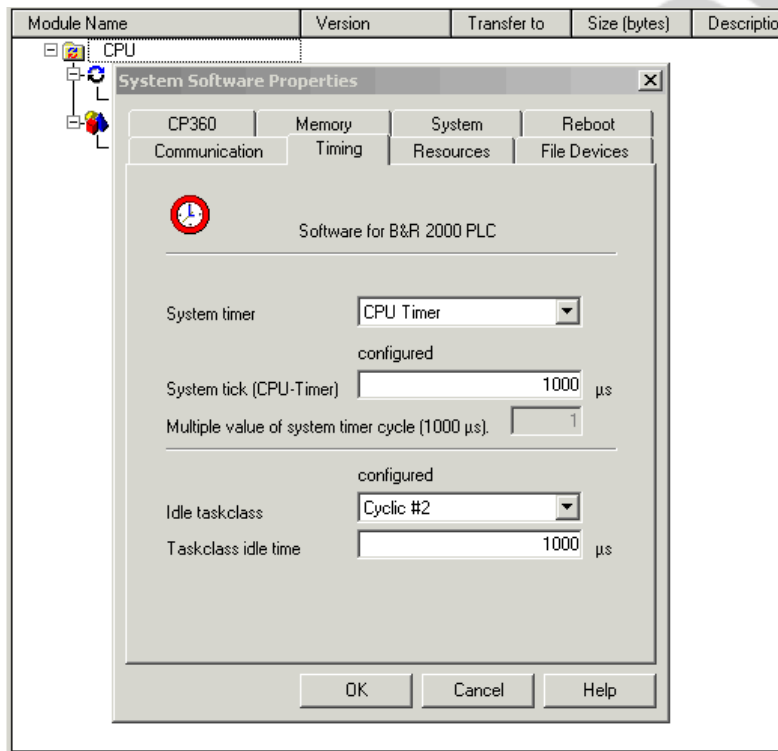 Module Name Version Transfer to Size (bytes) Descriptio
CPU
System Software Properties
CP360 Memory System Reboot
Communication Timing Resources File Devices
Software for B&R 2000 PLC
System timer CPU Timer
configured
System tick (CPU-Timer) 1000 µs
Multiple value of system timer cycle (1000 µs). 1
configured
Idle taskclass Cyclic #2
Taskclass idle time 1000 µs
OK Cancel Help